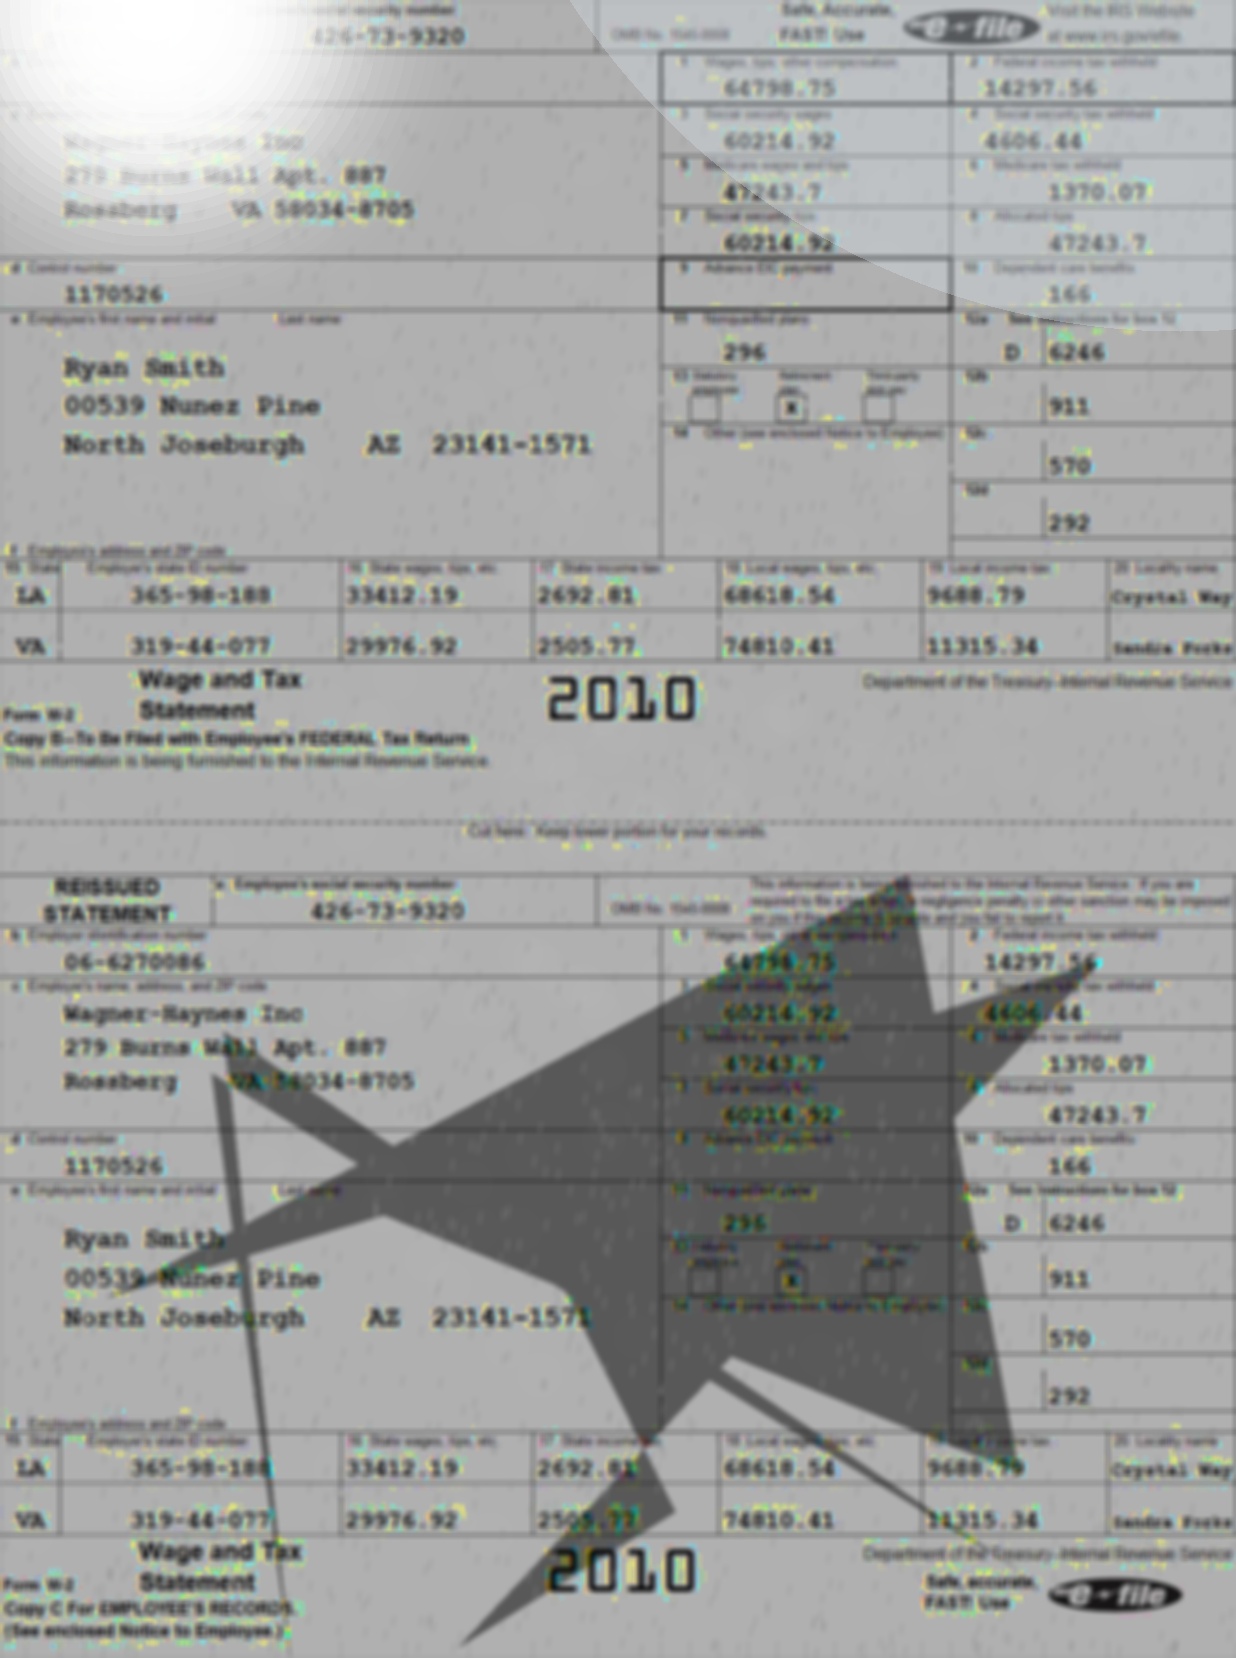 Employee's social security number Safe, Accurate, Visit the IRS Website
426-73-9320 OMB No. 1545-0008 FAST! Use e-file at www.irs.gov/efile.
1 Wages, tips, other compensation 2 Federal income tax withheld
64798.75 14297.56
3 Social security wages 4 Social security tax withheld
Wagner-Haynes Inc 60214.92 4606.44
279 Burns Wall Apt. 887 5 Medicare wages and tips 6 Medicare tax withheld
Rossberg VA 58034-8705 47243.7 1370.07
7 Social security tips 8 Allocated tips
60214.92 47243.7
d Control number 9 Advance EIC payment 10 Dependent care benefits
1170526 166
e Employee's first name and initial Last name 11 Nonqualified plans 12a See instructions for box 12
Ryan Smith 296 D 6246
00539 Nunez Pine 13 Statutory employee Retirement plan Third-party sick pay 12b
X 911
North Joseburgh AZ 23141-1571 14 Other (see enclosed Notice to Employee) 12c
570
12d
292
f Employee's address and ZIP code
15 State Employer's state ID number 16 State wages, tips, etc. 17 State income tax 18 Local wages, tips, etc. 19 Local income tax 20 Locality name
LA 365-98-188 33412.19 2692.81 68618.54 9688.79 Crystal Way
VA 319-44-077 29976.92 2505.77 74810.41 11315.34 Sandra Forks
Wage and Tax 2010 Department of the Treasury-Internal Revenue Service
Form W-2 Statement
Copy B-To Be Filed with Employee's FEDERAL Tax Return
This information is being furnished to the Internal Revenue Service.
Cut here. Keep lower portion for your records.
REISSUED a Employee's social security number This information is being furnished to the Internal Revenue Service. If you are
STATEMENT 426-73-9320 OMB No. 1545-0008 required to file a tax return, a negligence penalty or other sanction may be imposed
on you if this income is taxable and you fail to report it.
b Employer identification number 1 Wages, tips, 2 Federal income tax withheld
06-6270086 64798.75 14297.56
c Employer's name, address, and ZIP code 3 Social security wages 4 Social security tax withheld
Wagner-Haynes Inc 60214.92 4606.44
279 Burns Wall Apt. 887 5 Medicare wages and tips 6 Medicare tax withheld
Rossberg VA 58034-8705 47243.7 1370.07
7 Social security tips 8 Allocated tips
60214.92 47243.7
d Control number 9 Advance EIC payment 10 Dependent care benefits
1170526 166
e Employee's first name and initial Last name 11 Nonqualified plans 12a See instructions for box 12
Ryan Smith 296 D 6246
00539 Nunez Pine 13 Statutory employee Retirement plan Third-party sick pay 12b
X 911
North Joseburgh AZ 23141-1571 14 Other (see enclosed Notice to Employee) 12c
570
12d
292
f Employee's address and ZIP code
15 State Employer's state ID number 16 State wages, tips, etc. 17 State income tax 18 Local wages, tips, etc. 19 Local income tax 20 Locality name
LA 365-98-188 33412.19 2692.81 68618.54 9688.79 Crystal Way
VA 319-44-077 29976.92 2505.77 74810.41 11315.34 Sandra Forks
Wage and Tax 2010 Department of the Treasury-Internal Revenue Service
Form W-2 Statement Safe, accurate,
Copy C For EMPLOYEE'S RECORDS. FAST! Use e-file
(See enclosed Notice to Employee.)